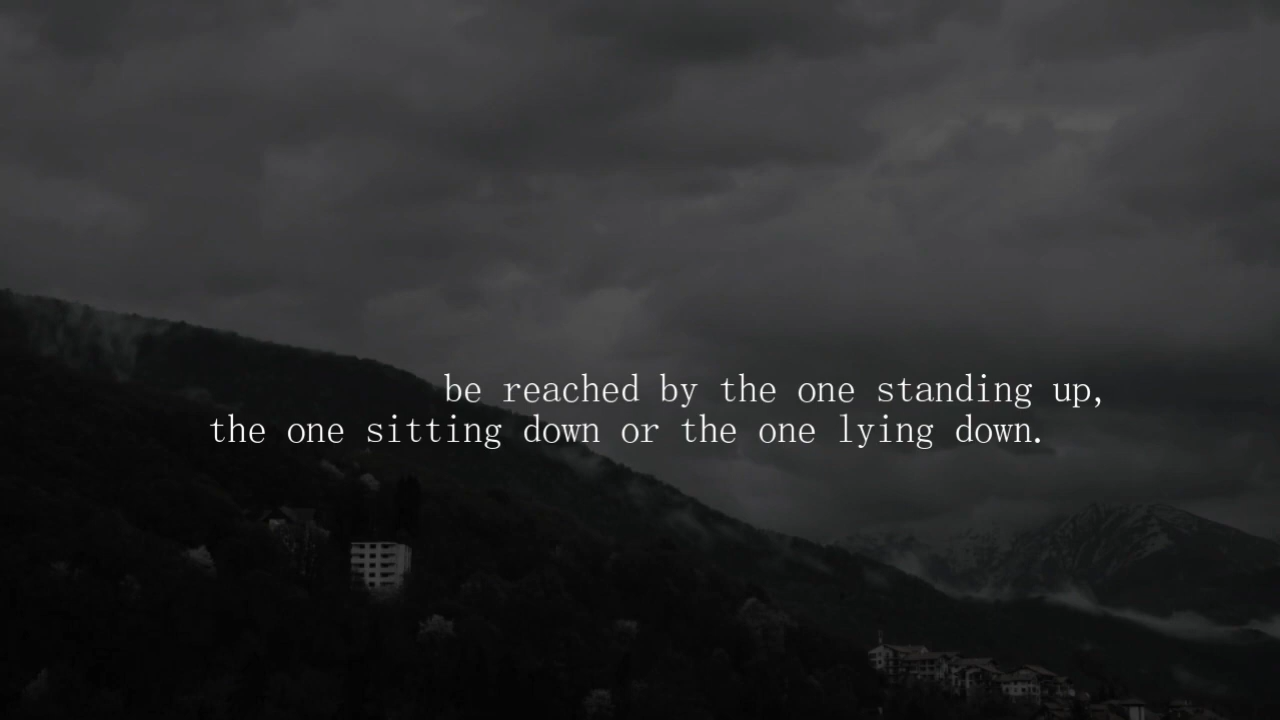 be reached by the one standing up,
the one sitting down or the one lying down.